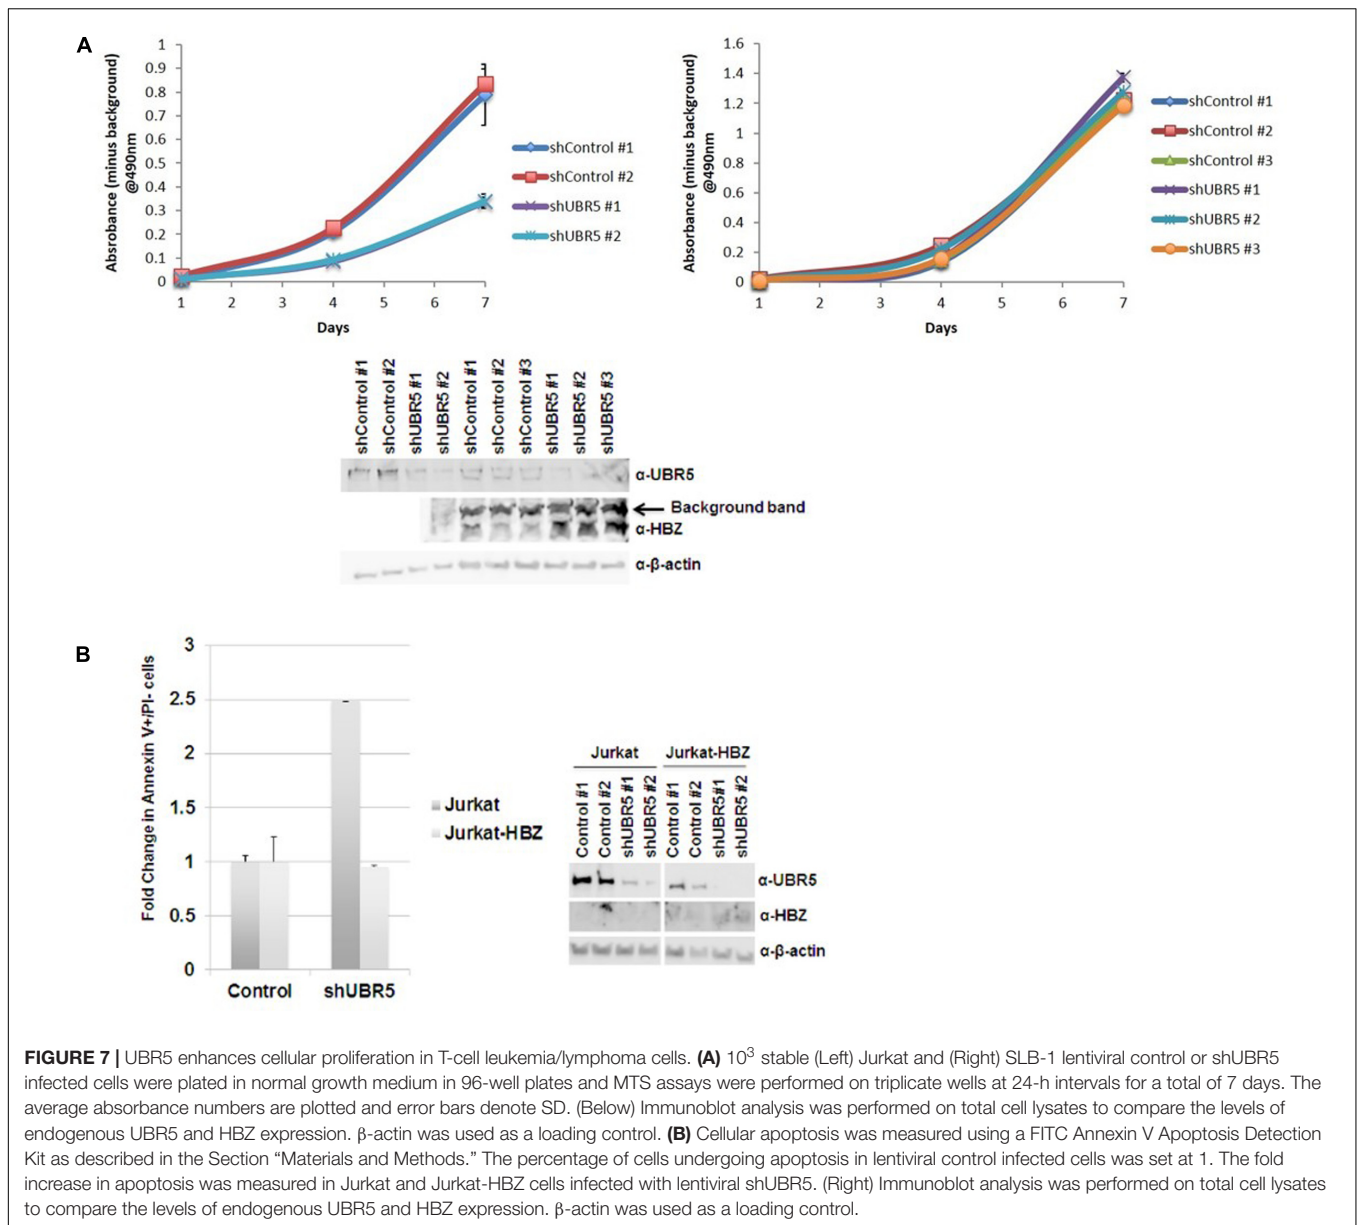 A
Absrobance (minus background)
@490nm
1
0.9
0.8
0.7
0.6
0.5
0.4
0.3
0.2
0.1
0
1 2 3 4 5 6 7
Days
shControl #1
shControl #2
shUBR5 #1
shUBR5 #2
Absorbance (minus background)
@490nm
1.6
1.4
1.2
1
0.8
0.6
0.4
0.2
0
1 2 3 4 5 6 7
Days
shControl #1
shControl #2
shControl #3
shUBR5 #1
shUBR5 #2
shUBR5 #3
shControl #1
shControl #2
shUBR5 #1
shUBR5 #2
shControl #1
shControl #2
shControl #3
shUBR5 #1
shUBR5 #2
shUBR5 #3
α-UBR5
Background band
α-HBZ
α-β-actin
B
Fold Change in Annexin V+/PI- cells
3
2.5
2
1.5
1
0.5
0
Control shUBR5
Jurkat
Jurkat-HBZ
Jurkat Jurkat-HBZ
Control #1
Control #2
shUBR5 #1
shUBR5 #2
Control #1
Control #2
shUBR5#1
shUBR5 #2
α-UBR5
α-HBZ
α-β-actin
FIGURE 7 | UBR5 enhances cellular proliferation in T-cell leukemia/lymphoma cells. (A) 10³ stable (Left) Jurkat and (Right) SLB-1 lentiviral control or shUBR5
infected cells were plated in normal growth medium in 96-well plates and MTS assays were performed on triplicate wells at 24-h intervals for a total of 7 days. The
average absorbance numbers are plotted and error bars denote SD. (Below) Immunoblot analysis was performed on total cell lysates to compare the levels of
endogenous UBR5 and HBZ expression. β-actin was used as a loading control. (B) Cellular apoptosis was measured using a FITC Annexin V Apoptosis Detection
Kit as described in the Section “Materials and Methods.” The percentage of cells undergoing apoptosis in lentiviral control infected cells was set at 1. The fold
increase in apoptosis was measured in Jurkat and Jurkat-HBZ cells infected with lentiviral shUBR5. (Right) Immunoblot analysis was performed on total cell lysates
to compare the levels of endogenous UBR5 and HBZ expression. β-actin was used as a loading control.